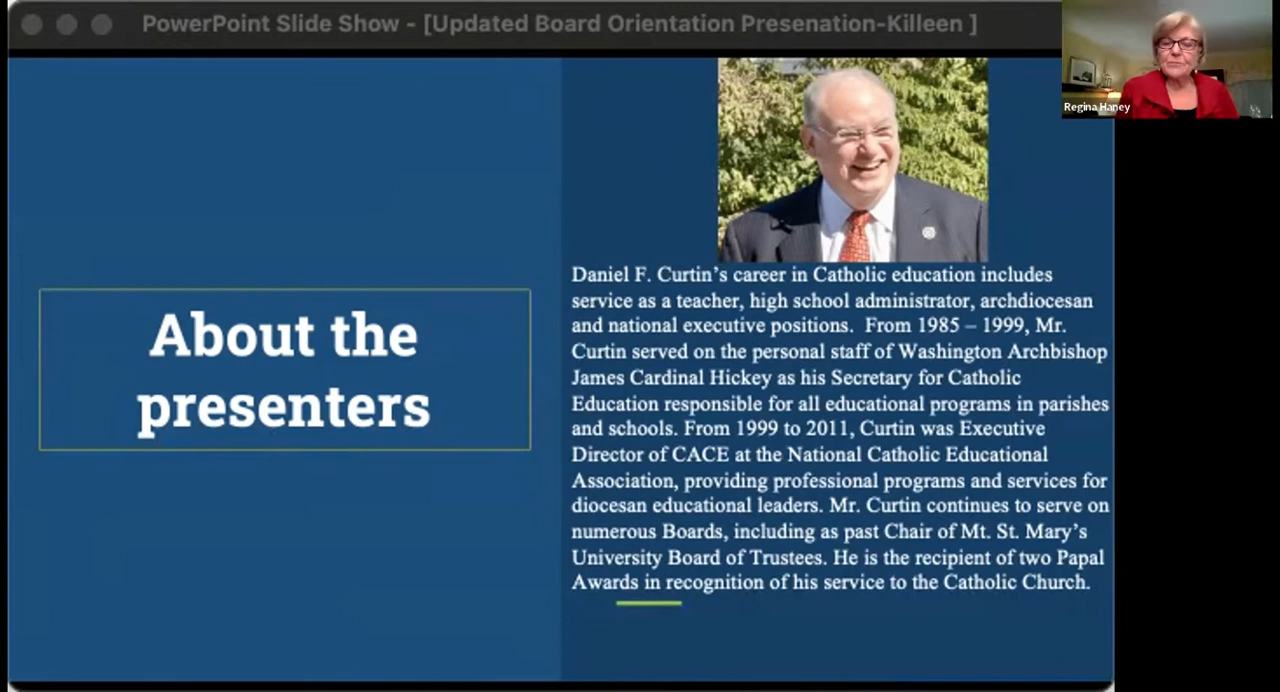 PowerPoint Slide Show - [Updated Board Orientation Presenation-Killeen ]
Regina Haney
About the
presenters
Daniel F. Curtin’s career in Catholic education includes
service as a teacher, high school administrator, archdiocesan
and national executive positions.  From 1985 – 1999, Mr.
Curtin served on the personal staff of Washington Archbishop
James Cardinal Hickey as his Secretary for Catholic
Education responsible for all educational programs in parishes
and schools. From 1999 to 2011, Curtin was Executive
Director of CACE at the National Catholic Educational
Association, providing professional programs and services for
diocesan educational leaders. Mr. Curtin continues to serve on
numerous Boards, including as past Chair of Mt. St. Mary’s
University Board of Trustees. He is the recipient of two Papal
Awards in recognition of his service to the Catholic Church.